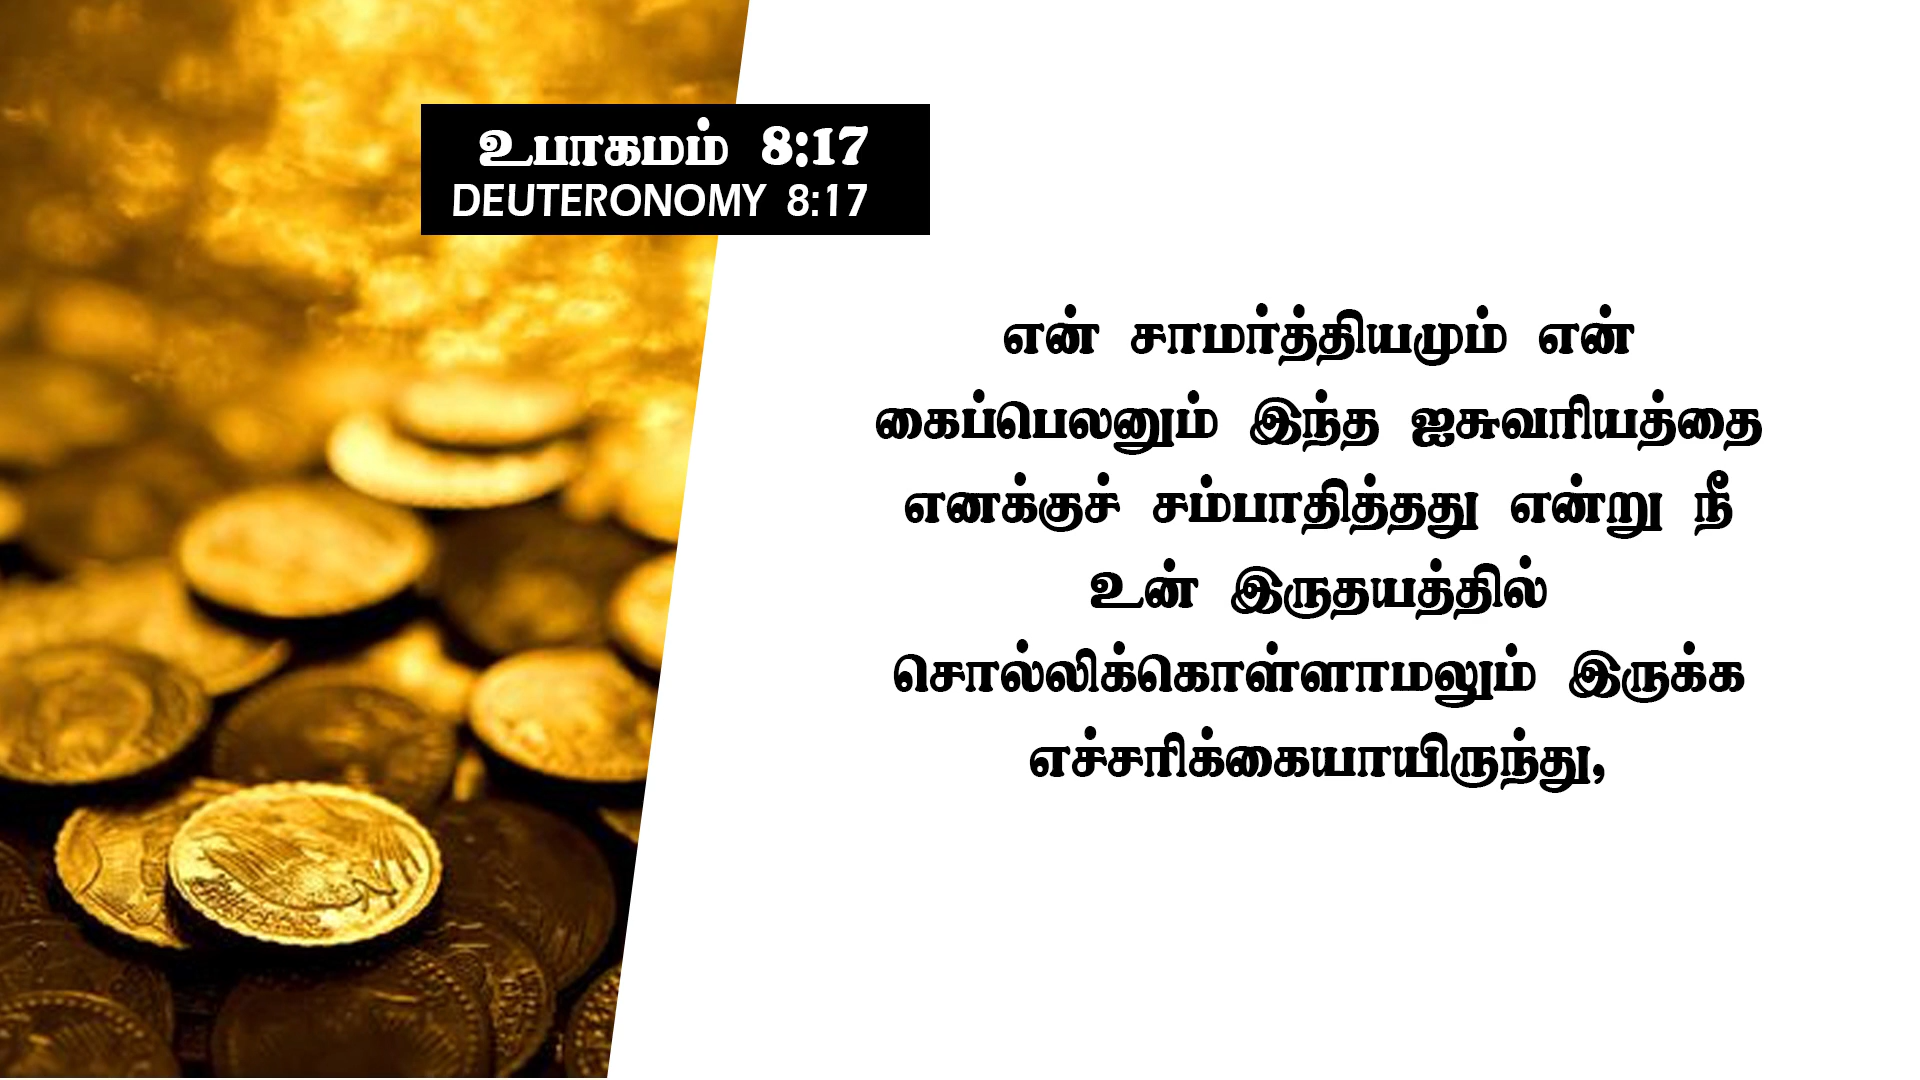 உபாகமம் 8:17
DEUTERONOMY 8:17
என் சாமர்த்தியமும் என்
கைப்பெலனும் இந்த ஐசுவரியத்தை
எனக்குச் சம்பாதித்தது என்று நீ
உன் இருதயத்தில்
சொல்லிக்கொள்ளாமலும் இருக்க
எச்சரிக்கையாயிருந்து,